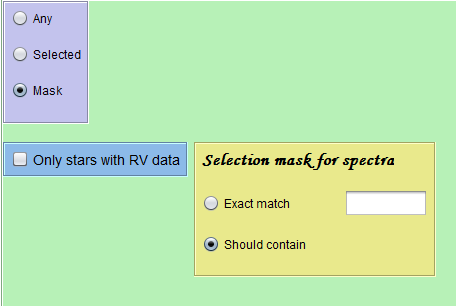 Any
Selected
Mask
Only stars with RV data
Selection mask for spectra
Exact match
Should contain